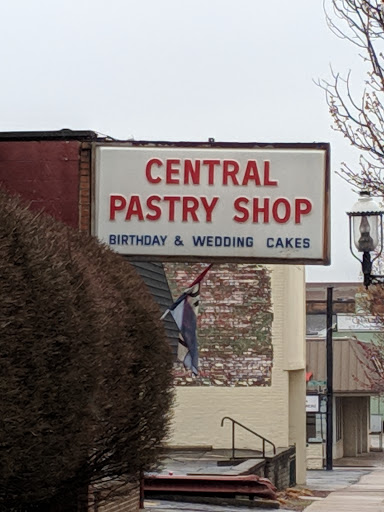 CENTRAL
PASTRY SHOP
BIRTHDAY & WEDDING CAKES